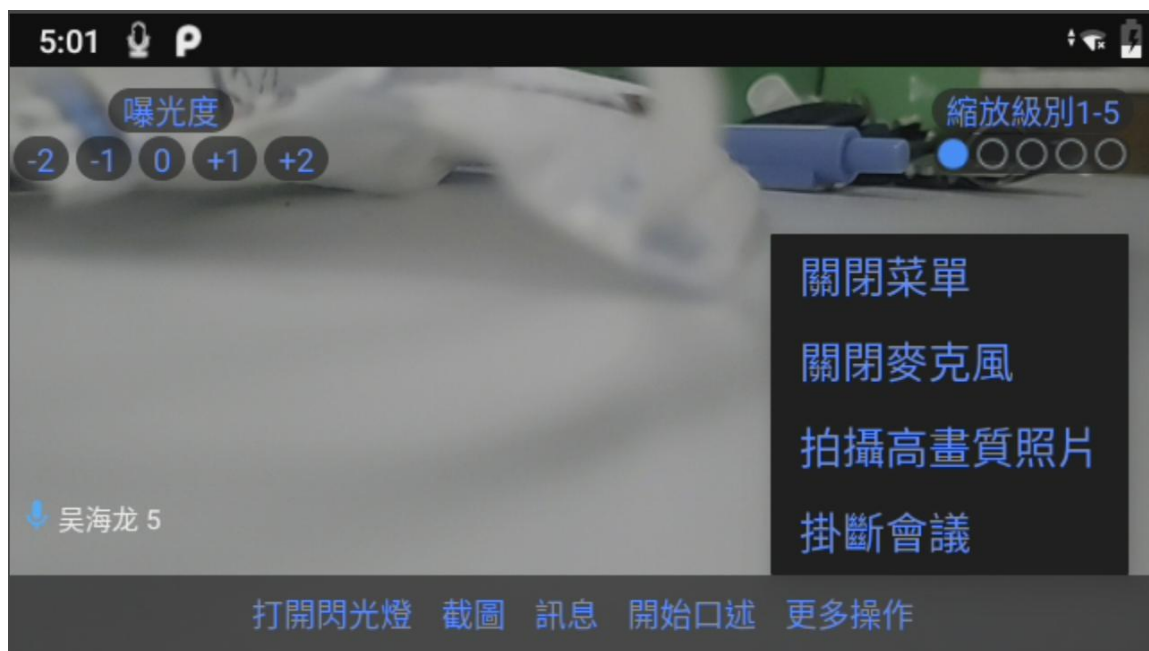 5:01
曝光度
-2 -1 0 +1 +2
縮放級別1-5
關閉菜單
關閉麥克風
拍攝高畫質照片
掛斷會議
吴海龙 5
打開閃光燈 截圖 訊息 開始口述 更多操作